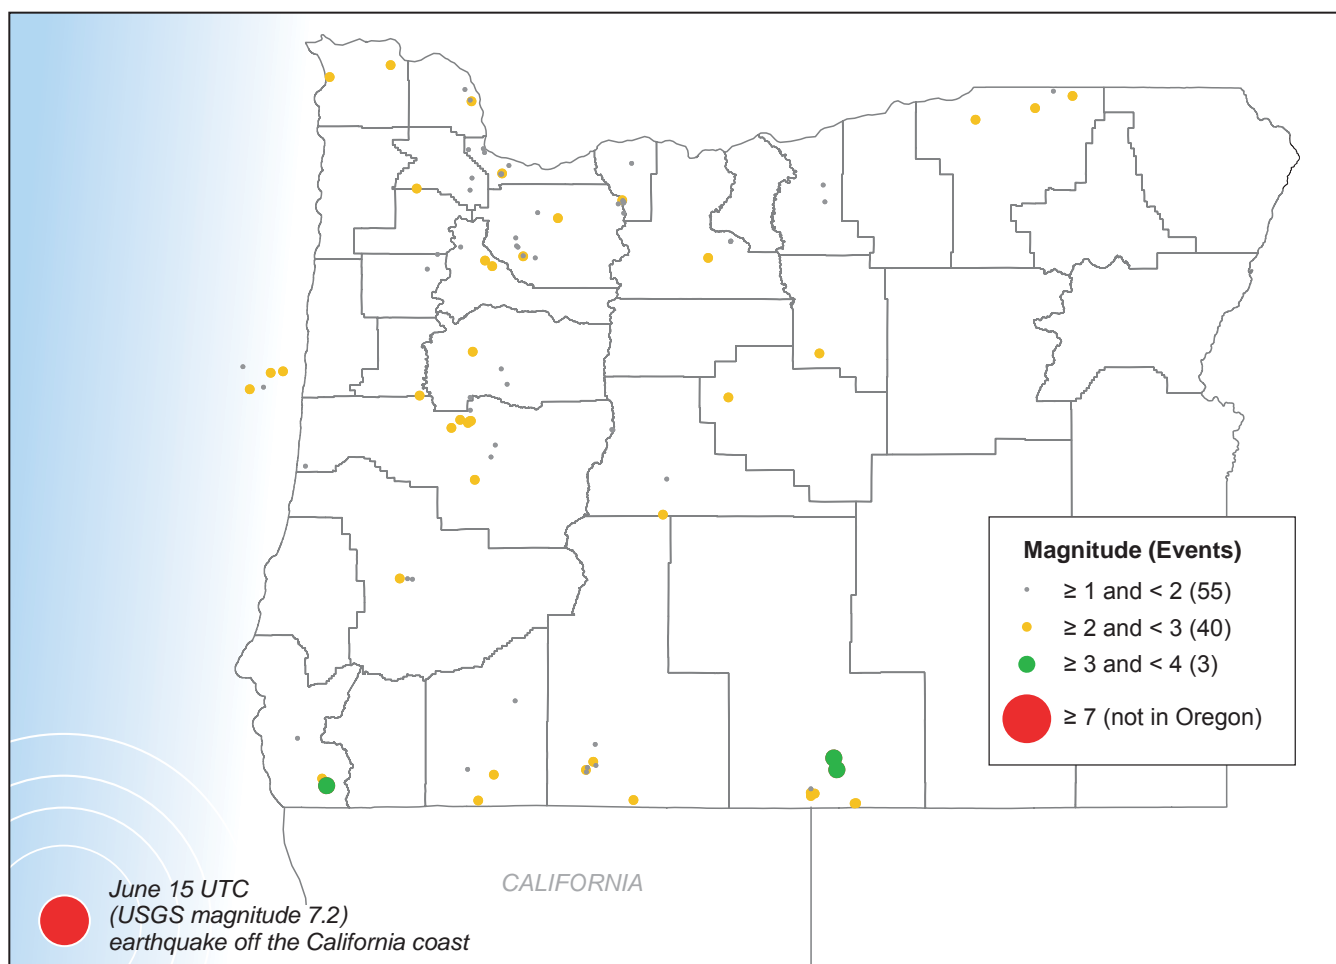 Magnitude (Events)
≥ 1 and < 2 (55)
≥ 2 and < 3 (40)
≥ 3 and < 4 (3)
≥ 7 (not in Oregon)
CALIFORNIA
June 15 UTC
(USGS magnitude 7.2)
earthquake off the California coast